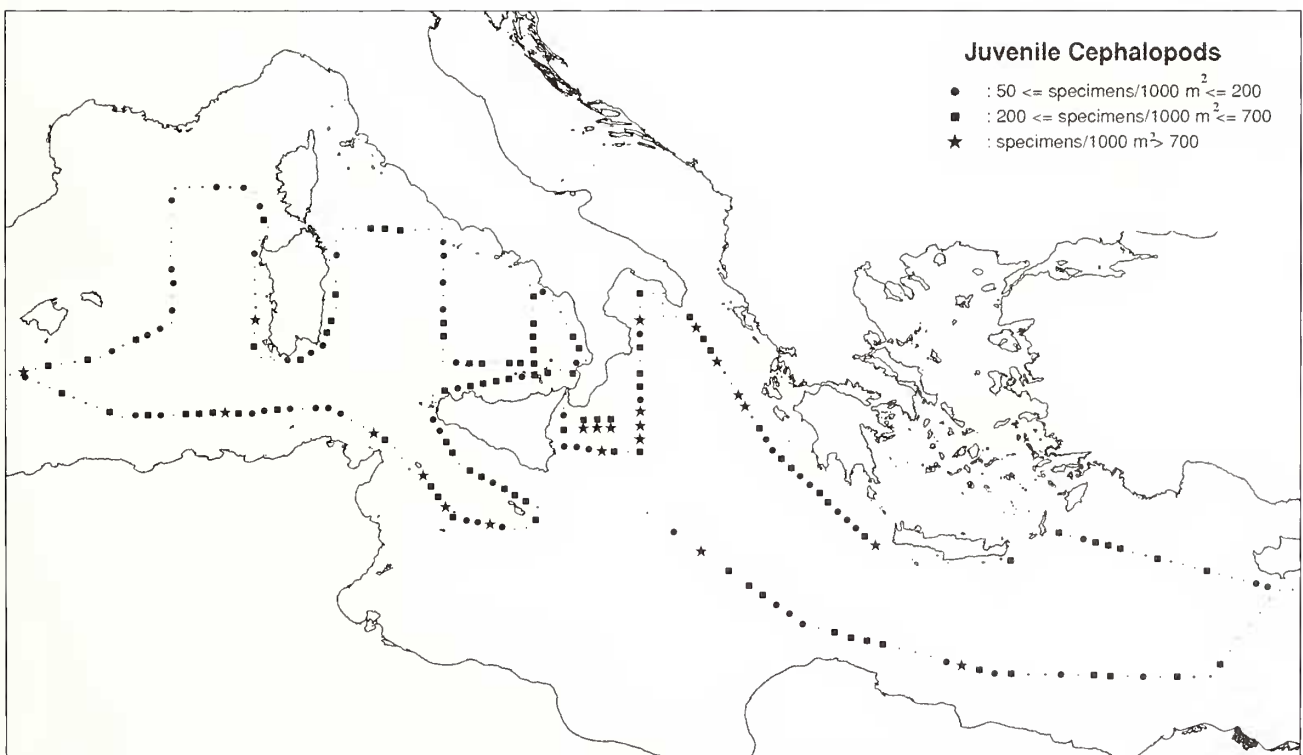 Juvenile Cephalopods
● : 50 <= specimens/1000 m²<= 200
■ : 200 <= specimens/1000 m²<= 700
★ : specimens/1000 m²> 700